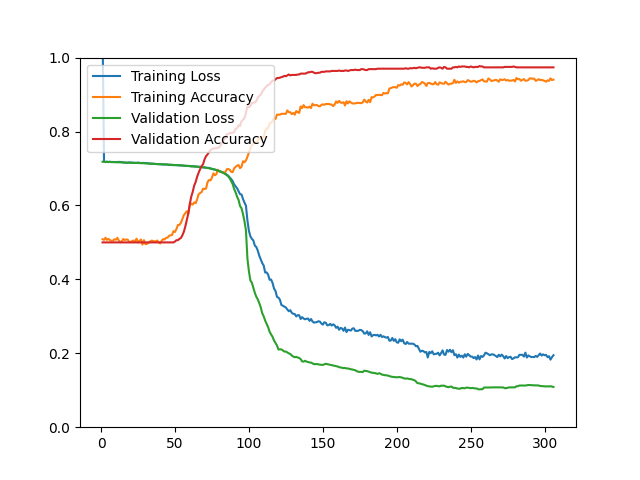 1.0
0.8
0.6
0.4
0.2
0.0
Training Loss
Training Accuracy
Validation Loss
Validation Accuracy
0 50 100 150 200 250 300